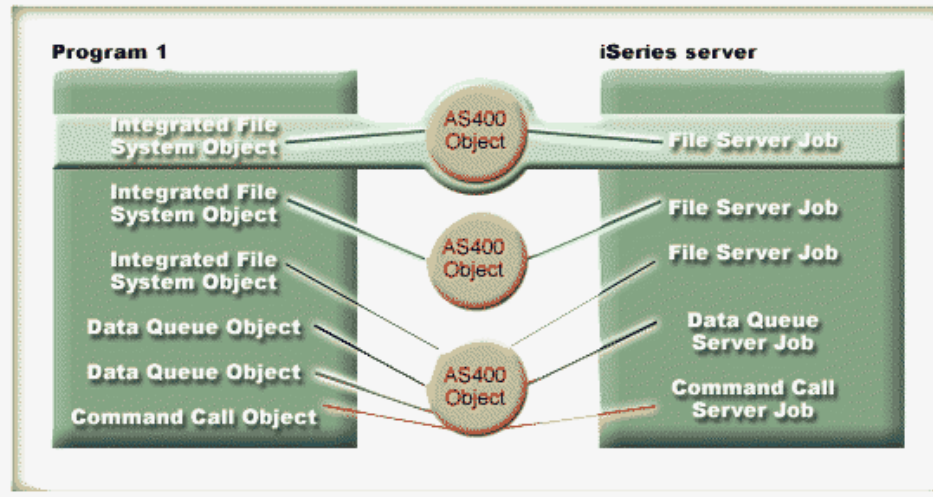 Program 1
iSeries server
Integrated File
System Object
AS400
Object
File Server Job
Integrated File
System Object
AS400
Object
File Server Job
Integrated File
System Object
File Server Job
Data Queue Object
Data Queue
Server Job
Data Queue Object
AS400
Object
Command Call Object
Command Call
Server Job